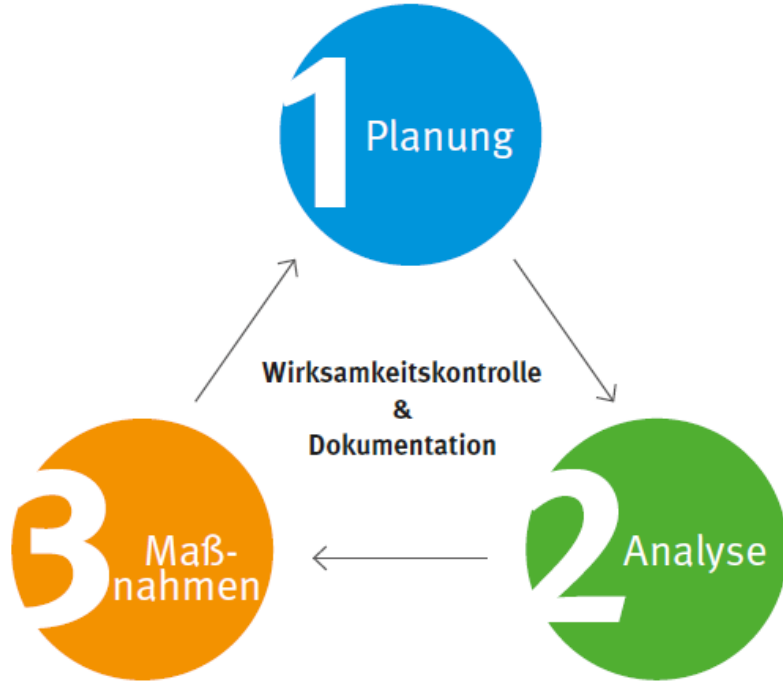 1 Planung
Wirksamkeitskontrolle
&
Dokumentation
2 Analyse
3 Maß-
nahmen